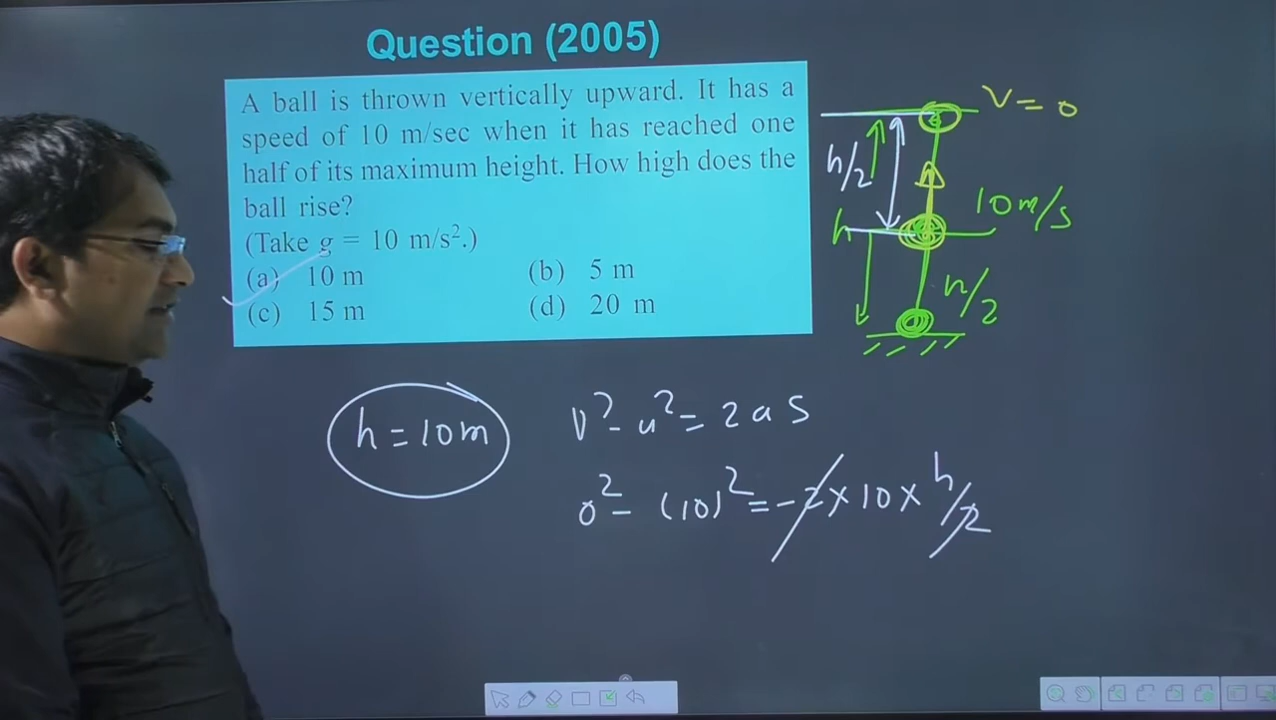 Question (2005)
A ball is thrown vertically upward. It has a
speed of 10 m/sec when it has reached one
half of its maximum height. How high does the
ball rise?
(Take g = 10 m/s².)
(a) 10 m
(b) 5 m
(c) 15 m
(d) 20 m
V = 0
h/2
10m/s
h
h/2
h = 10m
V² - u² = 2 a S
0² - (10)² = -2 × 10 × h/2